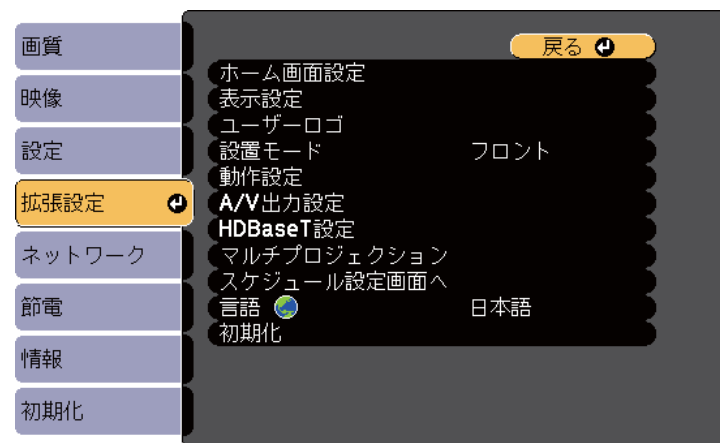 画質
映像
設定
拡張設定
ネットワーク
節電
情報
初期化
戻る
ホーム画面設定
表示設定
ユーザーロゴ
設置モード フロント
動作設定
A/V出力設定
HDBaseT設定
マルチプロジェクション
スケジュール設定画面へ
言語 日本語
初期化